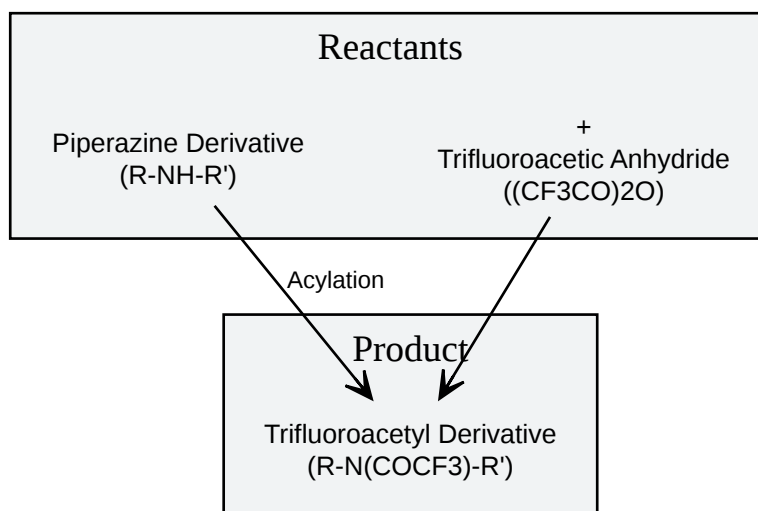 Reactants
Piperazine Derivative
(R-NH-R')
+
Trifluoroacetic Anhydride
((CF3CO)2O)
Acylation
Product
Trifluoroacetyl Derivative
(R-N(COCF3)-R')